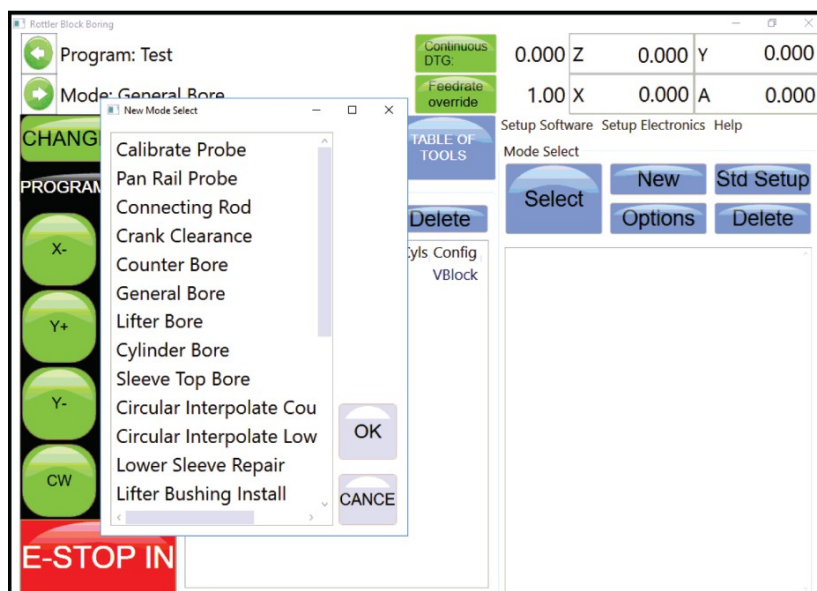 Rottler Block Boring
Program: Test
Continuous
DTG:
0.000 Z 0.000 Y 0.000
Mode: General Bore
Feedrate
override
1.00 X 0.000 A 0.000
New Mode Select
Setup Software Setup Electronics Help
CHANG
TABLE OF
TOOLS
Mode Select
Select
New
Std Setup
Options
Delete
PROGRAM
Delete
Cyls Config
VBlock
X-
Y+
Y-
CW
E-STOP IN
Calibrate Probe
Pan Rail Probe
Connecting Rod
Crank Clearance
Counter Bore
General Bore
Lifter Bore
Cylinder Bore
Sleeve Top Bore
Circular Interpolate Cou
Circular Interpolate Low
Lower Sleeve Repair
Lifter Bushing Install
OK
CANCE